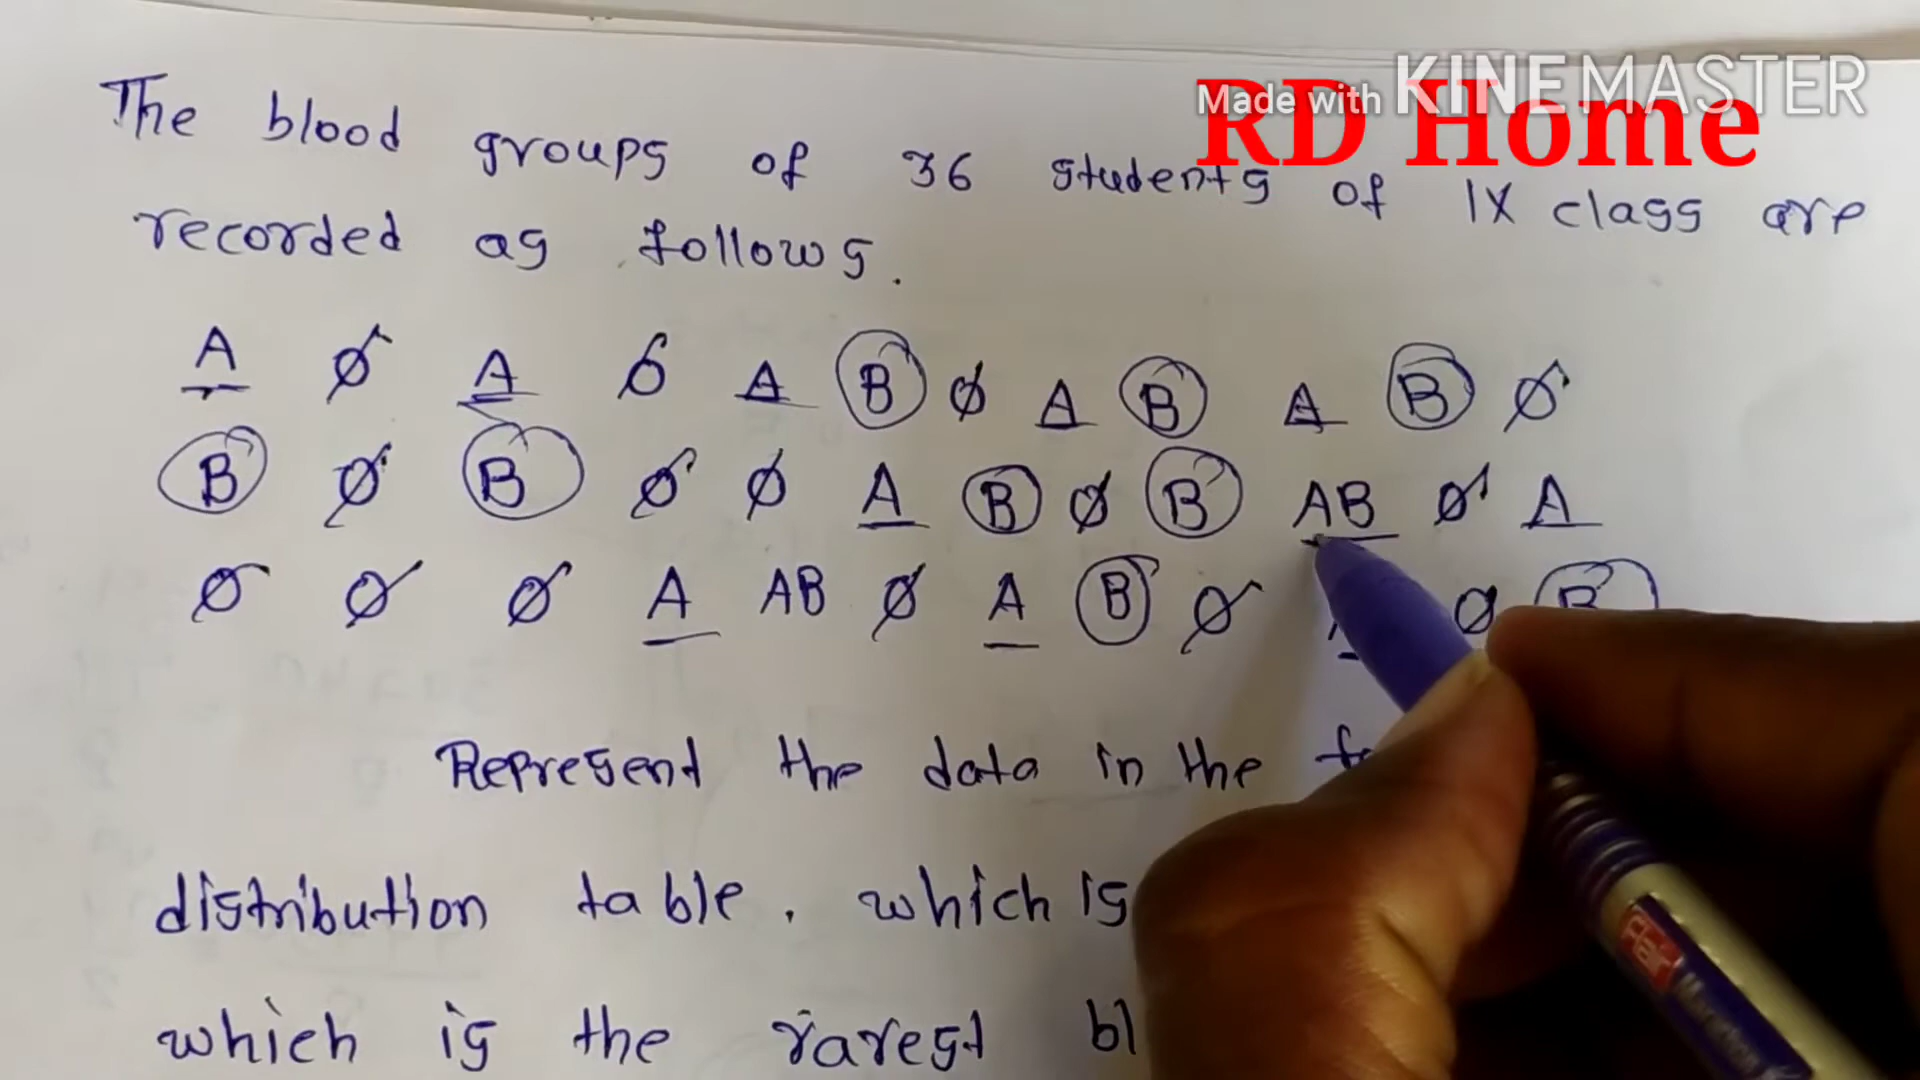 Made with KINEMASTER
RD Home
The blood groups of 36 students of IX class are
recorded as follows.
A O A O A B O A B A B O
B O B O O A B O B AB O A
O O O A AB O A B O O B
Represent the data in the
distribution table. which is
which is the rarest
Flair